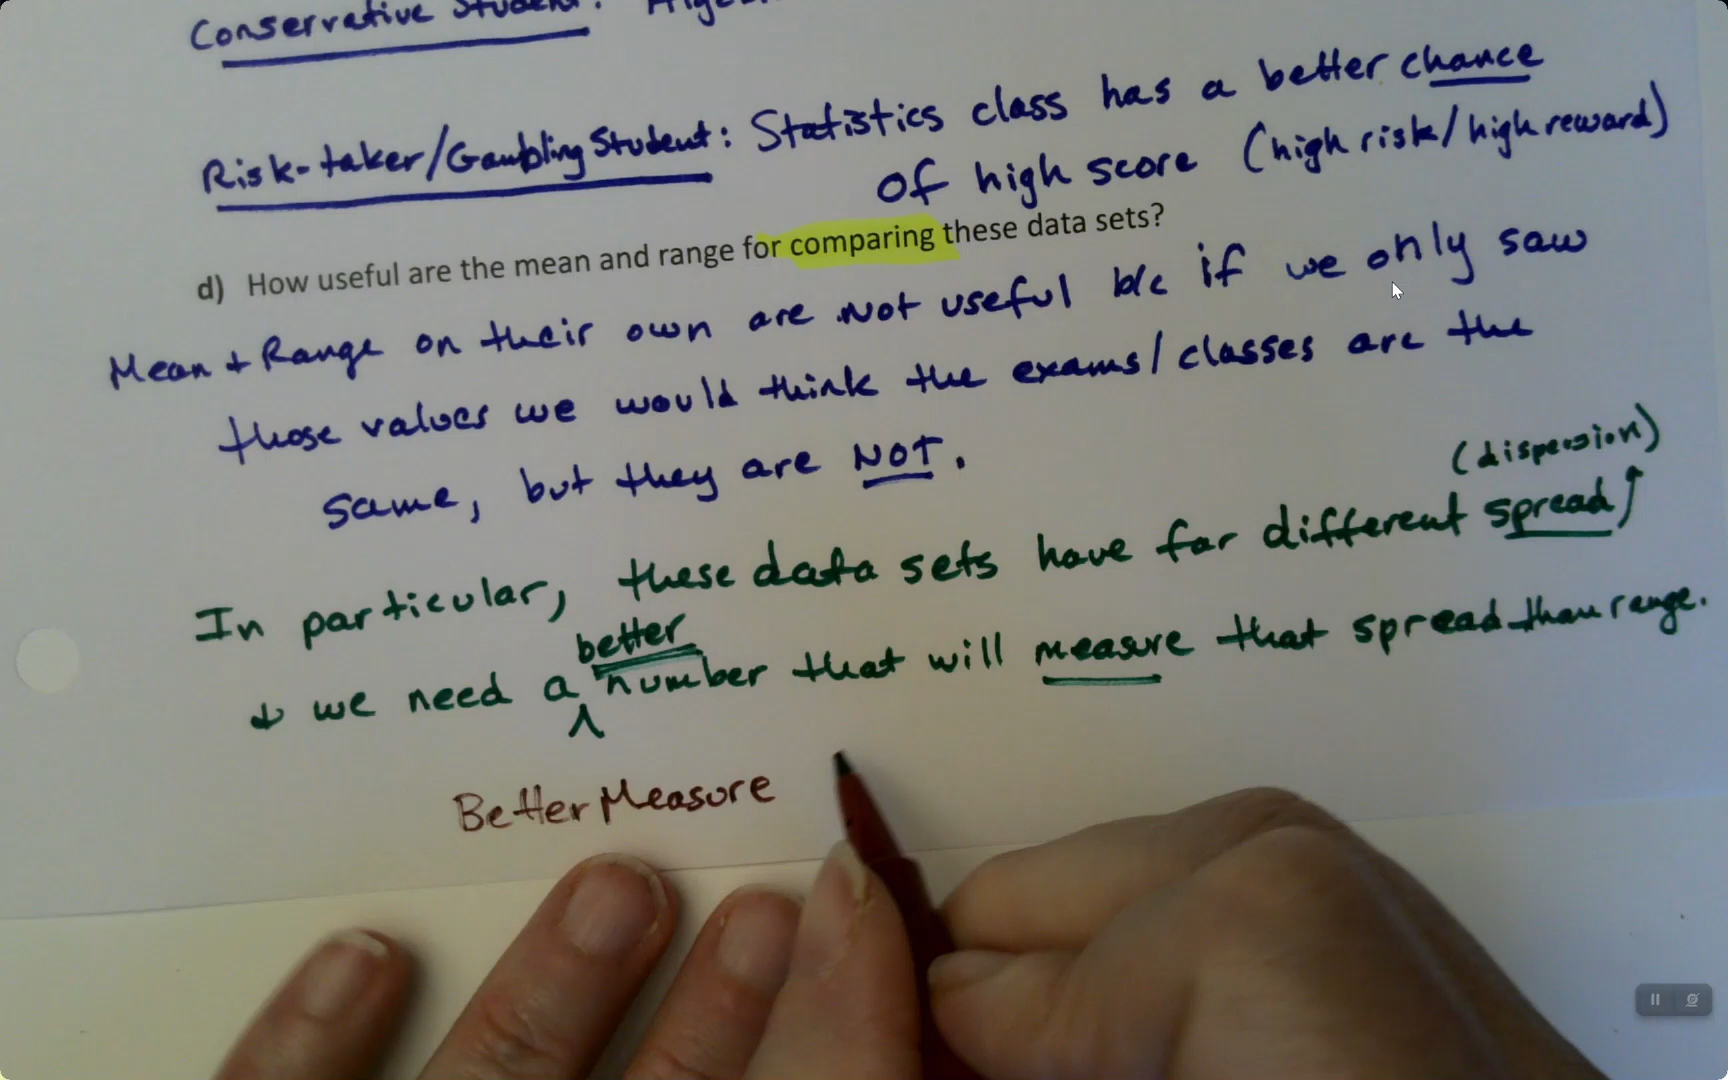 Conservative Student:
Risk-taker/Gambling Student: Statistics class has a better chance
of high score (high risk/high reward)
d) How useful are the mean and range for comparing these data sets?
Mean + Range on their own are Not useful b/c if we only saw
those values we would think the exams/classes are the
same, but they are NOT.
(dispersion)
In particular, these data sets have far different spread
better
+ we need a number that will measure that spread than range.
Better Measure